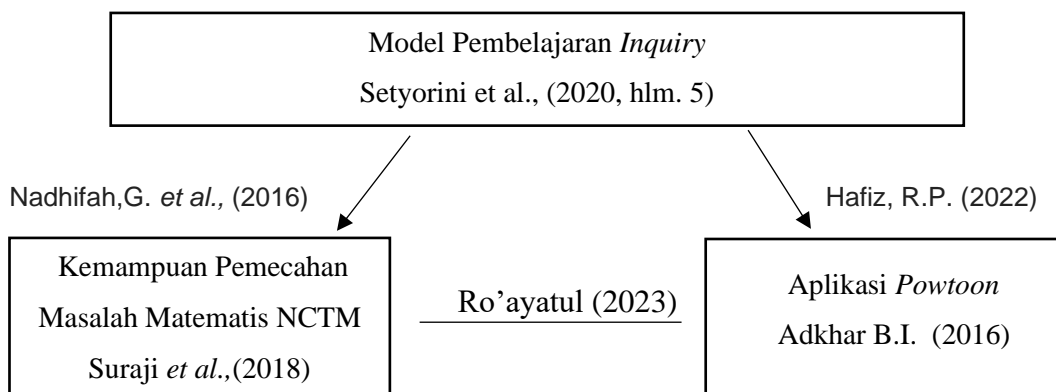 Model Pembelajaran Inquiry
Setyorini et al., (2020, hlm. 5)
Nadhifah,G. et al., (2016)
Hafiz, R.P. (2022)
Kemampuan Pemecahan
Masalah Matematis NCTM
Suraji et al.,(2018)
Ro’ayatul (2023)
Aplikasi Powtoon
Adkhar B.I. (2016)